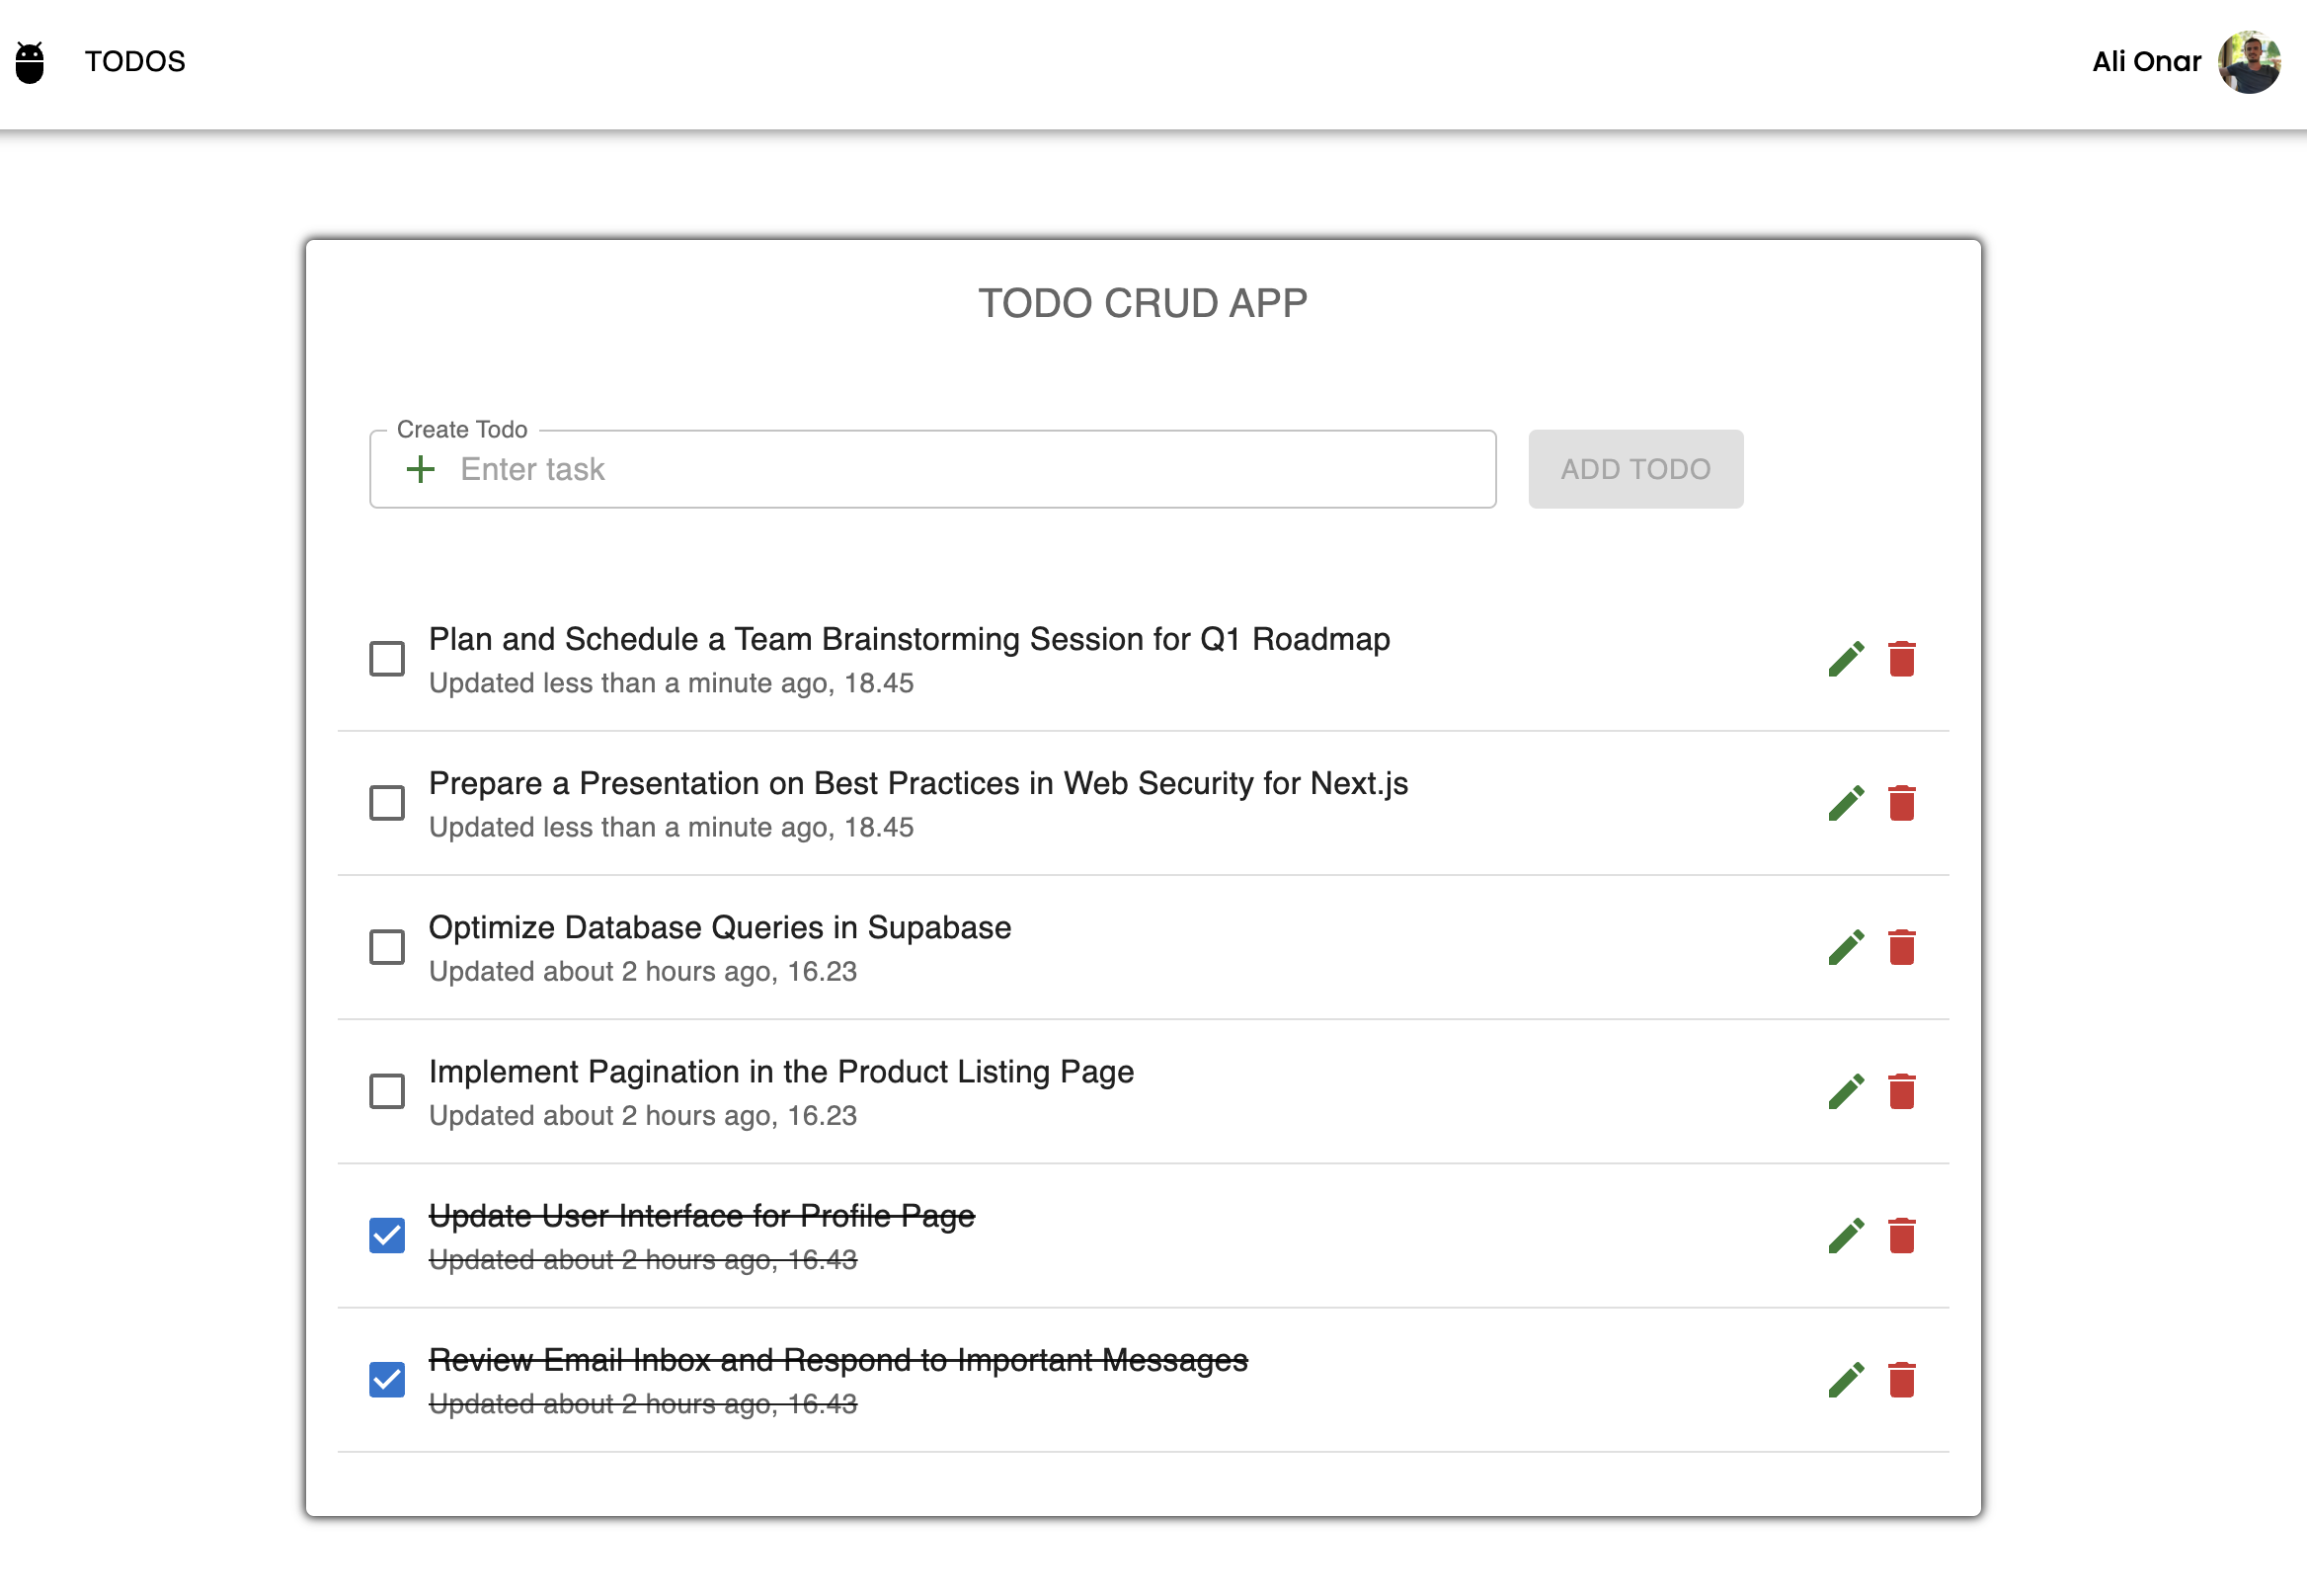 TODOS
Ali Onar
TODO CRUD APP
Create Todo
Enter task
ADD TODO
Plan and Schedule a Team Brainstorming Session for Q1 Roadmap
Updated less than a minute ago, 18.45
Prepare a Presentation on Best Practices in Web Security for Next.js
Updated less than a minute ago, 18.45
Optimize Database Queries in Supabase
Updated about 2 hours ago, 16.23
Implement Pagination in the Product Listing Page
Updated about 2 hours ago, 16.23
Update User Interface for Profile Page
Updated about 2 hours ago, 16.43
Review Email Inbox and Respond to Important Messages
Updated about 2 hours ago, 16.43